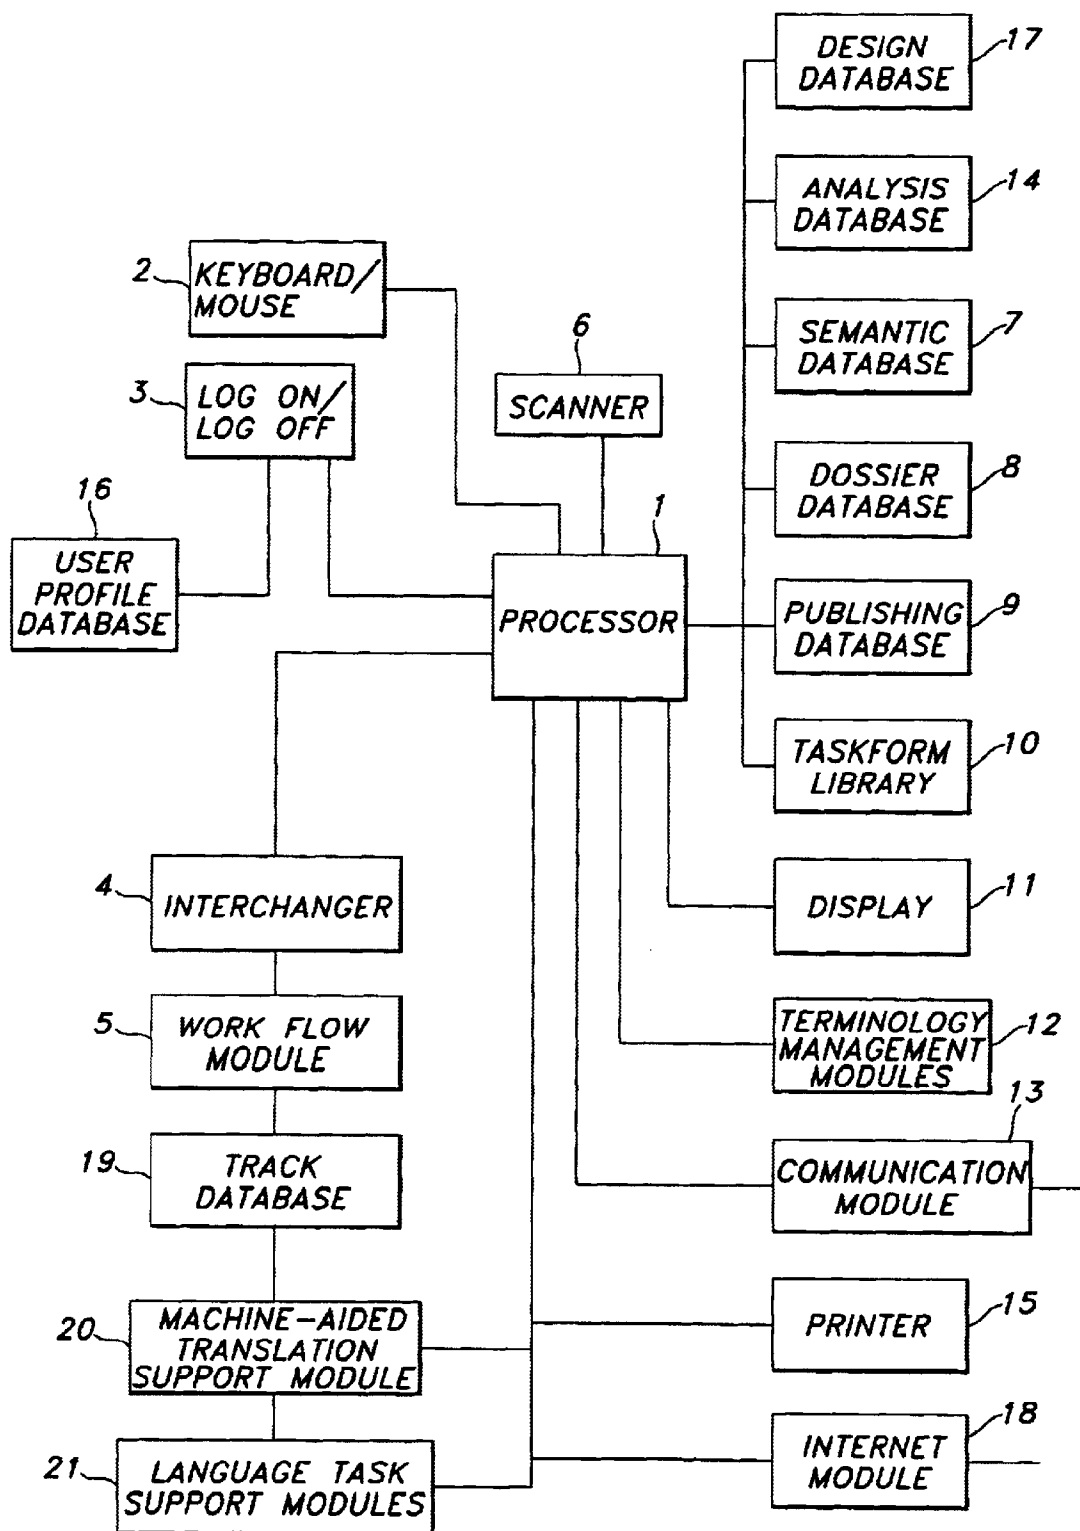 DESIGN
DATABASE
17
ANALYSIS
DATABASE
14
2
KEYBOARD/
MOUSE
6
SCANNER
SEMANTIC
DATABASE
7
3
LOG ON/
LOG OFF
DOSSIER
DATABASE
8
16
USER
PROFILE
DATABASE
1
PROCESSOR
PUBLISHING
DATABASE
9
TASKFORM
LIBRARY
10
4
INTERCHANGER
DISPLAY
11
5
WORK FLOW
MODULE
TERMINOLOGY
MANAGEMENT
MODULES
12
19
TRACK
DATABASE
13
COMMUNICATION
MODULE
20
MACHINE-AIDED
TRANSLATION
SUPPORT MODULE
PRINTER
15
21
LANGUAGE TASK
SUPPORT MODULES
INTERNET
MODULE
18